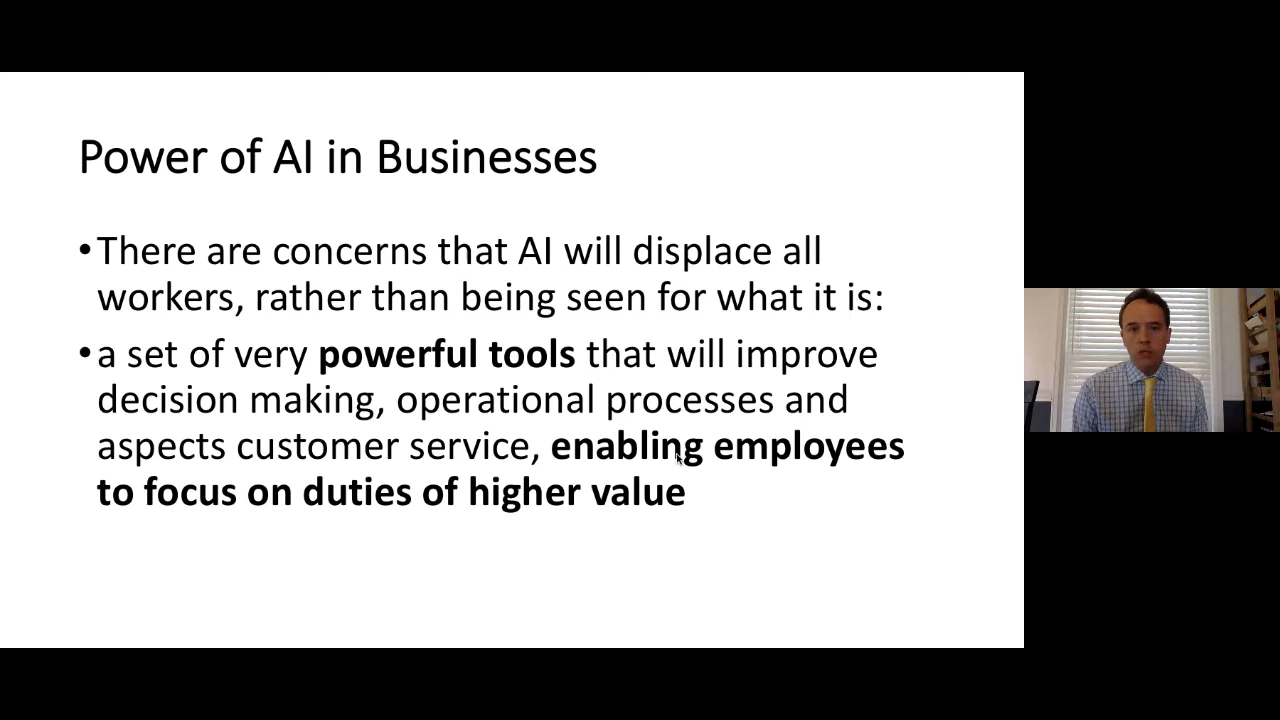 Power of AI in Businesses
•There are concerns that AI will displace all
workers, rather than being seen for what it is:
•a set of very powerful tools that will improve
decision making, operational processes and
aspects customer service, enabling employees
to focus on duties of higher value